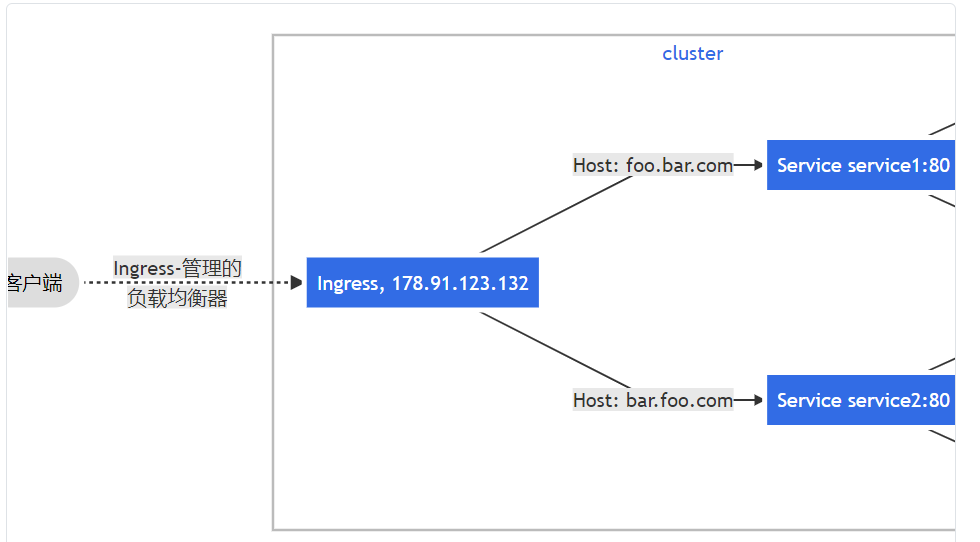 cluster
Host: foo.bar.com
Service service1:80
客户端
Ingress-管理的
负载均衡器
Ingress, 178.91.123.132
Host: bar.foo.com
Service service2:80